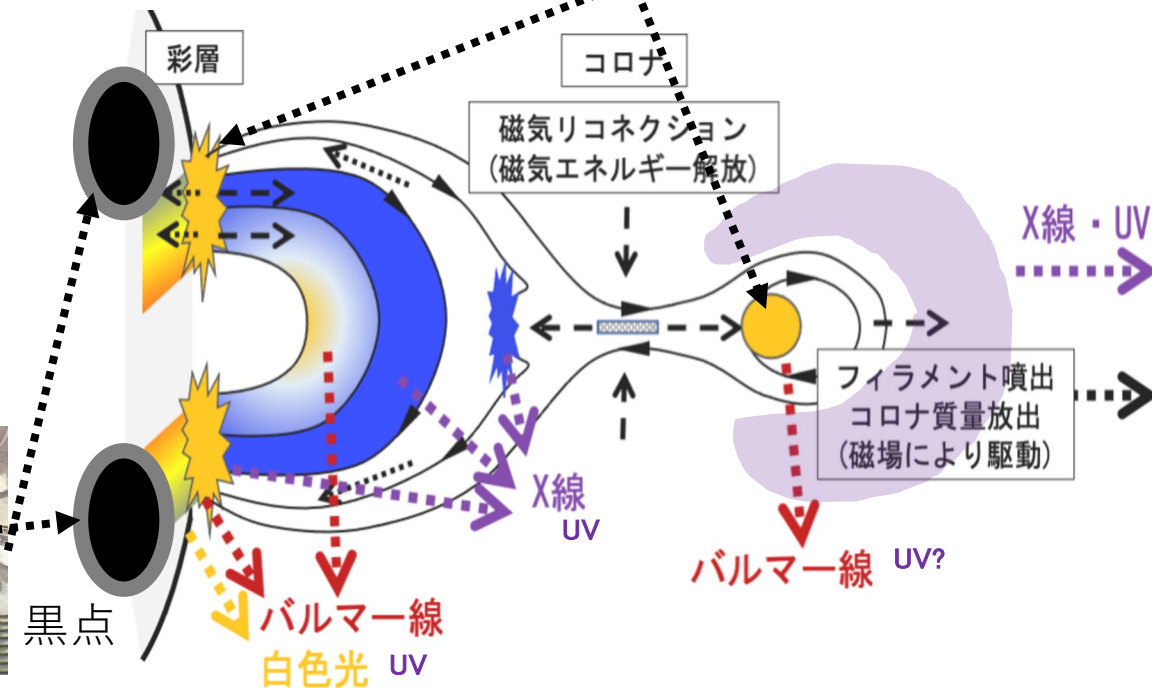 彩層
コロナ
磁気リコネクション
(磁気エネルギー解放)
X線・UV
フィラメント噴出
コロナ質量放出
(磁場により駆動)
X線
UV
バルマー線 UV?
黒点
バルマー線
白色光 UV